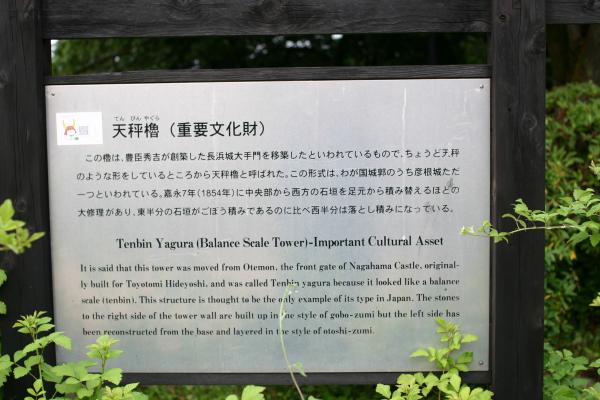 てんびんやぐら
天秤櫓（重要文化財）
この櫓は、豊臣秀吉が創築した長浜城大手門を移築したといわれているもので、ちょうど天秤
のような形をしているところから天秤櫓と呼ばれた。この形式は、わが国城郭のうち彦根城ただ
一つといわれている。嘉永7年（1854年）に中央部から西方の石垣を足元から積み替えるほどの
大修理があり、東半分の石垣がごぼう積みであるのに比べ西半分は落とし積みになっている。
Tenbin Yagura (Balance Scale Tower)-Important Cultural Asset
It is said that this tower was moved from Otemon, the front gate of Nagahama Castle, original-
ly built for Toyotomi Hideyoshi, and was called Tenbin yagura because it looked like a balance
scale (tenbin). This structure is thought to be the only example of its type in Japan. The stones
to the right side of the tower wall are built up in the style of gobo-zumi but the left side has
been reconstructed from the base and layered in the style of otoshi-zumi.